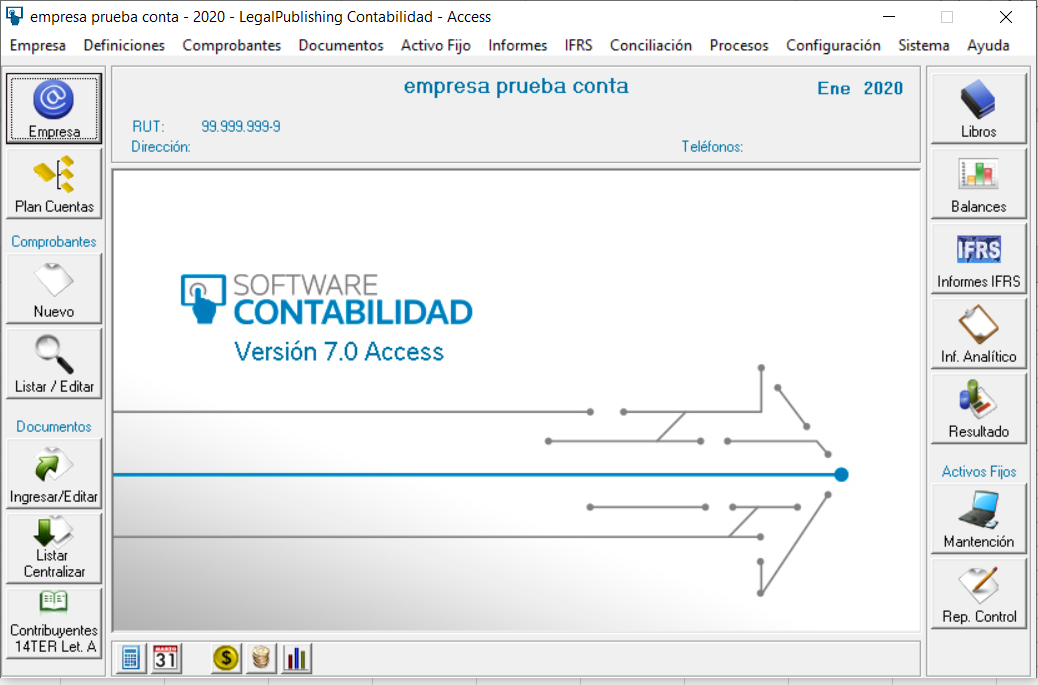 empresa prueba conta - 2020 - LegalPublishing Contabilidad - Access
Empresa Definiciones Comprobantes Documentos Activo Fijo Informes IFRS Conciliación Procesos Configuración Sistema Ayuda
@
Empresa
Plan Cuentas
Comprobantes
Nuevo
Listar / Editar
Documentos
Ingresar/Editar
Listar
Centralizar
Contribuyentes
14TER Let. A
empresa prueba conta
Ene 2020
RUT: 99.999.999-9
Dirección: Teléfonos:
SOFTWARE
CONTABILIDAD
Versión 7.0 Access
MARZO
31
$
Libros
Balances
IFRS
Informes IFRS
Inf. Analítico
Resultado
Activos Fijos
Mantención
Rep. Control